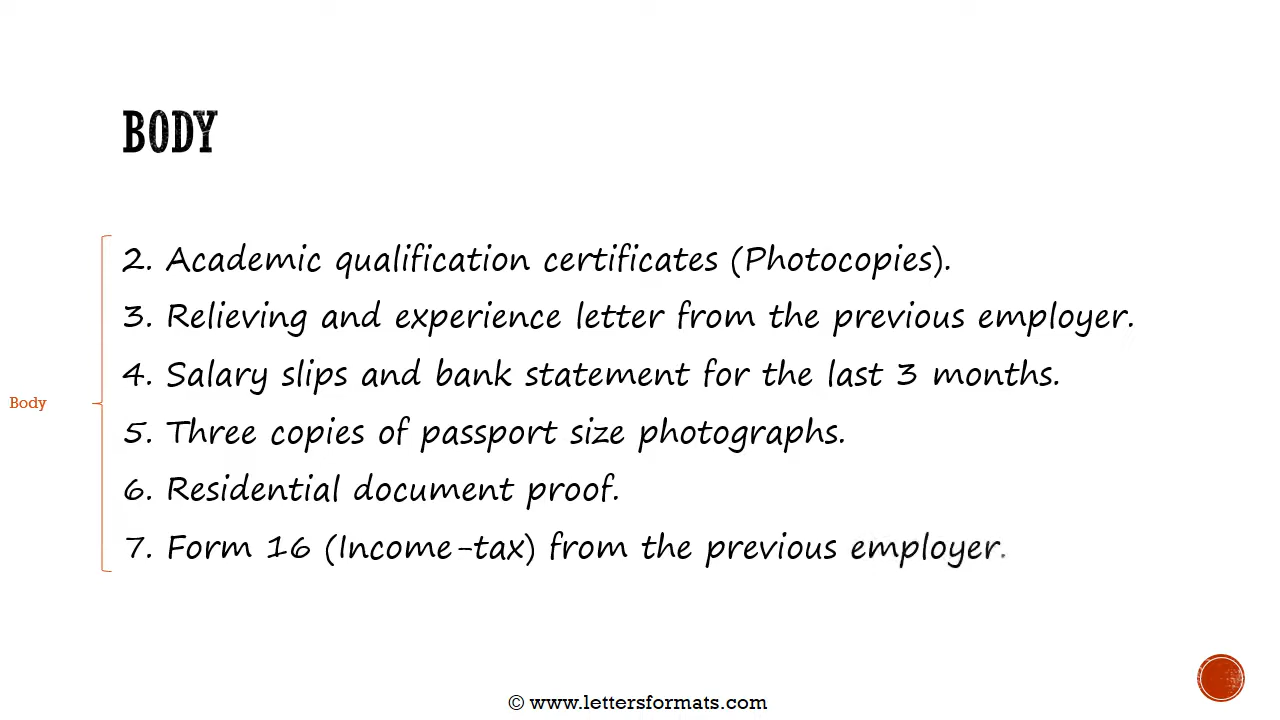 BODY
2. Academic qualification certificates (Photocopies).
3. Relieving and experience letter from the previous employer.
4. Salary slips and bank statement for the last 3 months.
Body
5. Three copies of passport size photographs.
6. Residential document proof.
7. Form 16 (Income-tax) from the previous employer.
© www.lettersformats.com